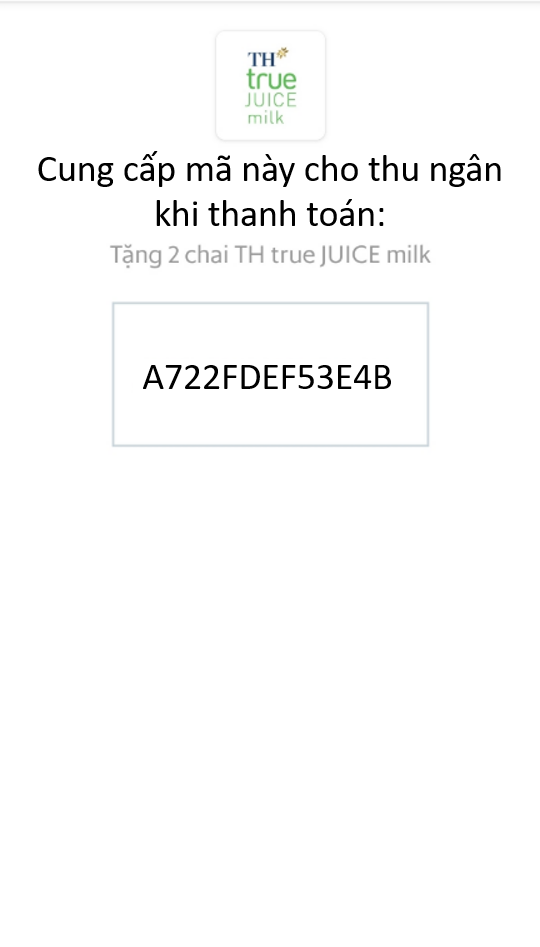 TH
true
JUICE
milk
Cung cấp mã này cho thu ngân
khi thanh toán:
Tặng 2 chai TH true JUICE milk
A722FDEF53E4B